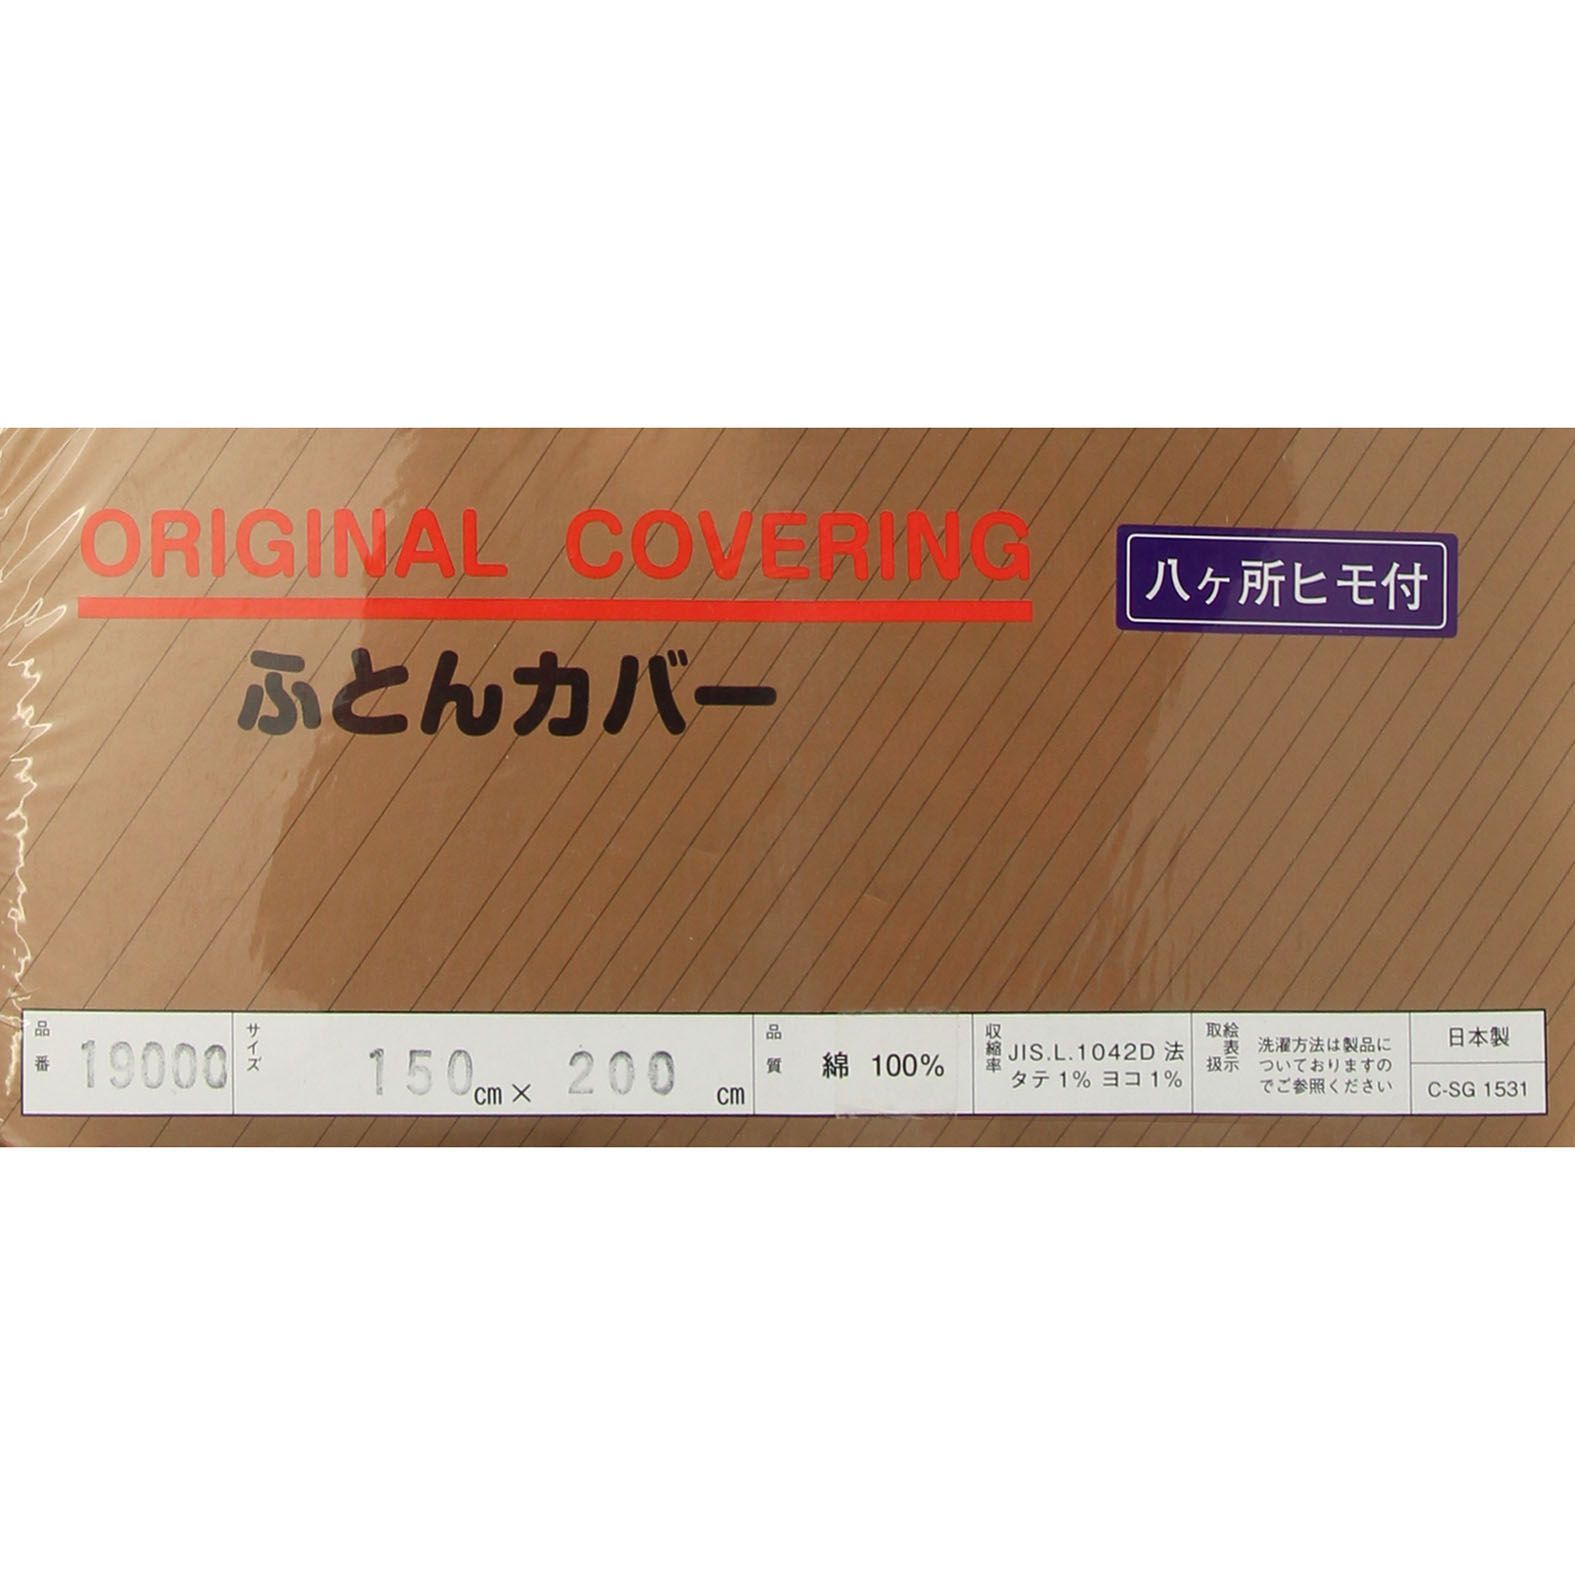 ORIGINAL COVERING
八ヶ所ヒモ付
ふとんカバー
品番
19000
サイズ
150cm×200cm
品質
綿 100%
収縮率
JIS.L.1042D 法
タテ1% ヨコ1%
取扱
絵表示
洗濯方法は製品に
ついておりますの
でご参照ください
日本製
C-SG 1531